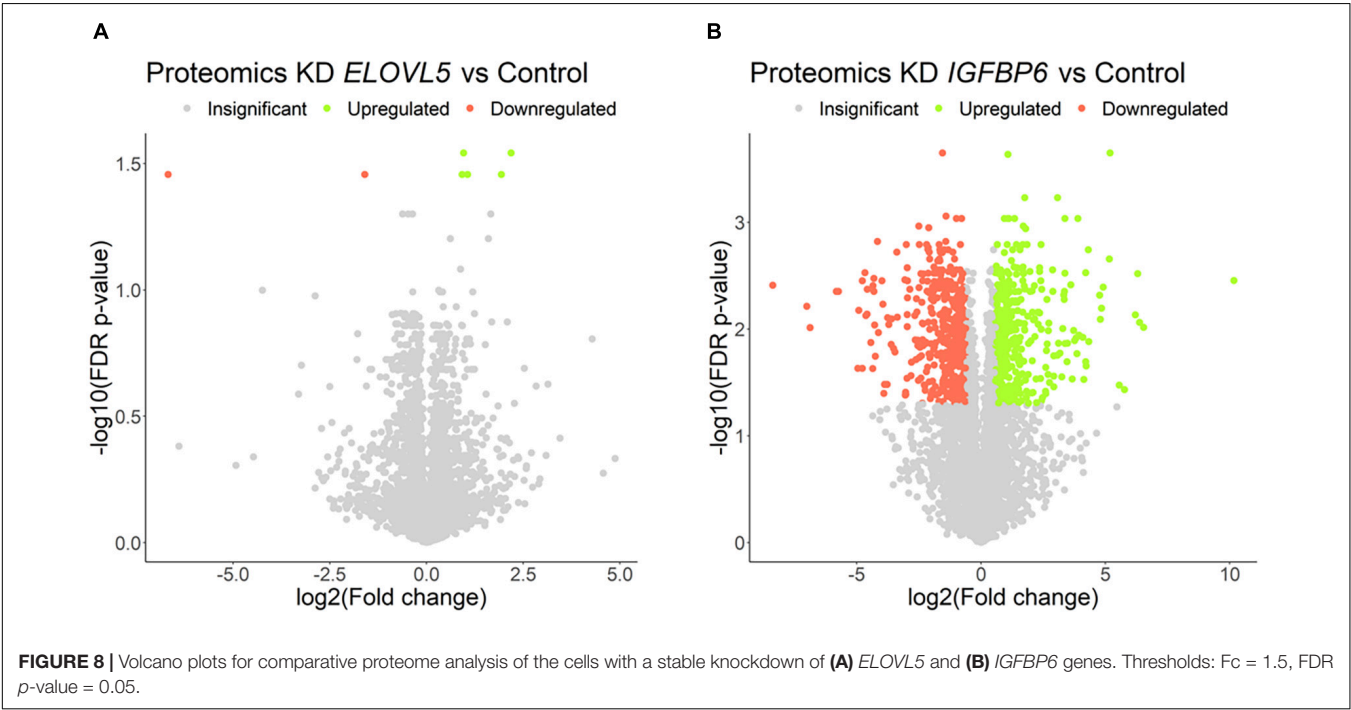 A
Proteomics KD ELOVL5 vs Control
Insignificant Upregulated Downregulated
1.5
1.0
0.5
0.0
-log10(FDR p-value)
-5.0 -2.5 0.0 2.5 5.0
log2(Fold change)
B
Proteomics KD IGFBP6 vs Control
Insignificant Upregulated Downregulated
3
2
1
0
-log10(FDR p-value)
-5 0 5 10
log2(Fold change)
FIGURE 8 | Volcano plots for comparative proteome analysis of the cells with a stable knockdown of (A) ELOVL5 and (B) IGFBP6 genes. Thresholds: Fc = 1.5, FDR
p-value = 0.05.